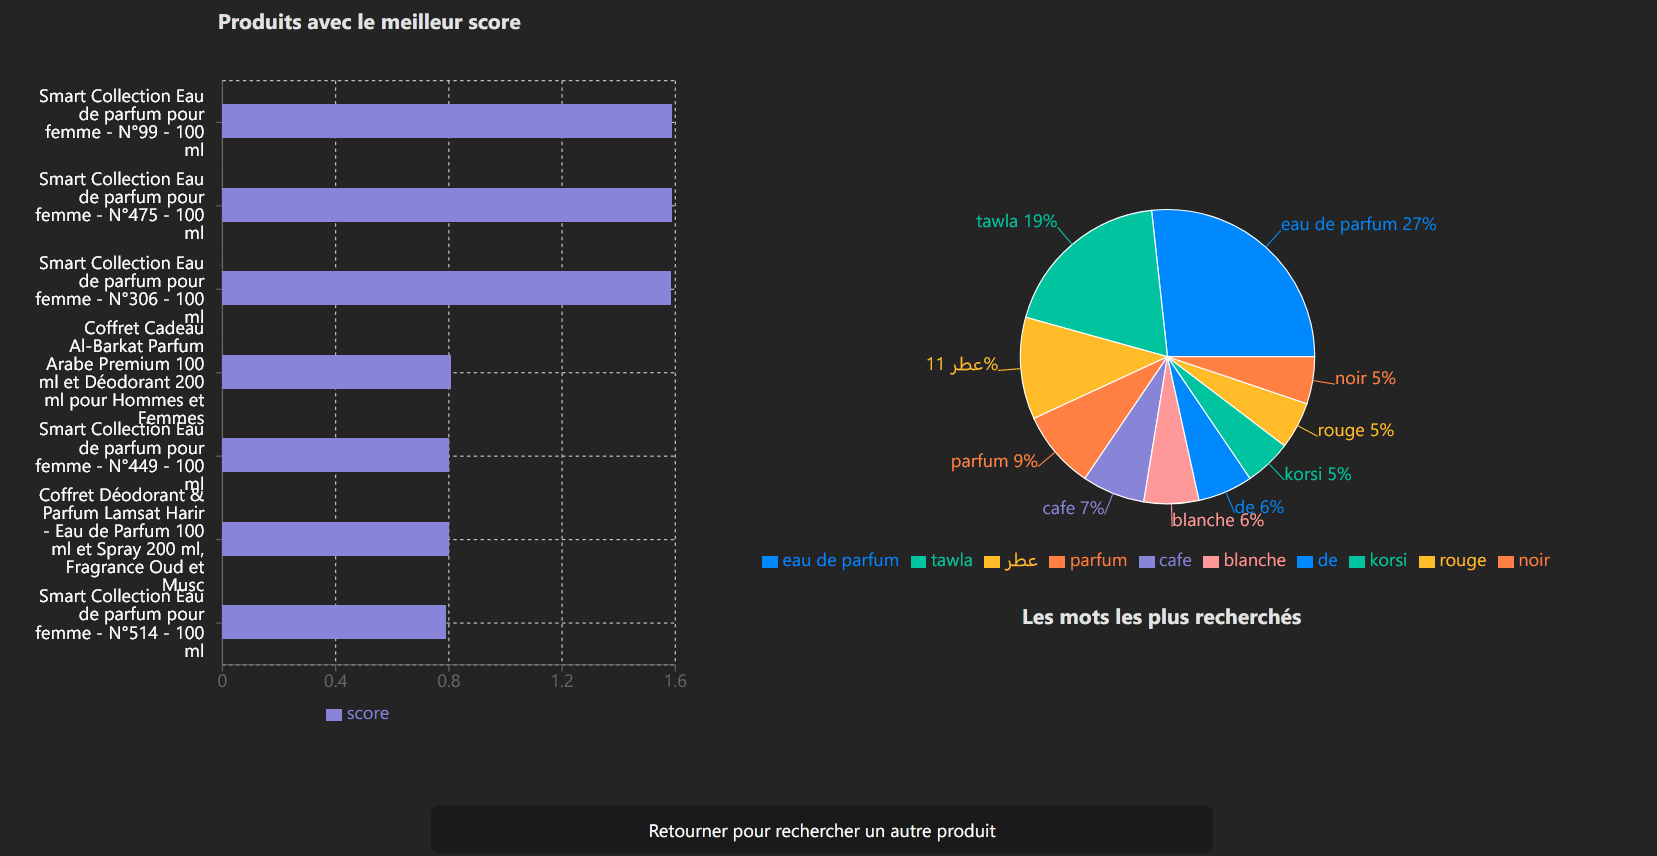 Produits avec le meilleur score
Smart Collection Eau
de parfum pour
femme - N°99 - 100
ml
Smart Collection Eau
de parfum pour
femme - N°475 - 100
ml
Smart Collection Eau
de parfum pour
femme - N°306 - 100
ml
Coffret Cadeau
Al-Barkat Parfum
Arabe Premium 100
ml et Déodorant 200
ml pour Hommes et
Femmes
Smart Collection Eau
de parfum pour
femme - N°449 - 100
ml
Coffret Déodorant &
Parfum Lamsat Harir
- Eau de Parfum 100
ml et Spray 200 ml,
Fragrance Oud et
Musc
Smart Collection Eau
de parfum pour
femme - N°514 - 100
ml
0 0.4 0.8 1.2 1.6
score
tawla 19%
eau de parfum 27%
عطر 11%
noir 5%
rouge 5%
parfum 9%
korsi 5%
cafe 7%
de 6%
blanche 6%
eau de parfum tawla عطر parfum cafe blanche de korsi rouge noir
Les mots les plus recherchés
Retourner pour rechercher un autre produit